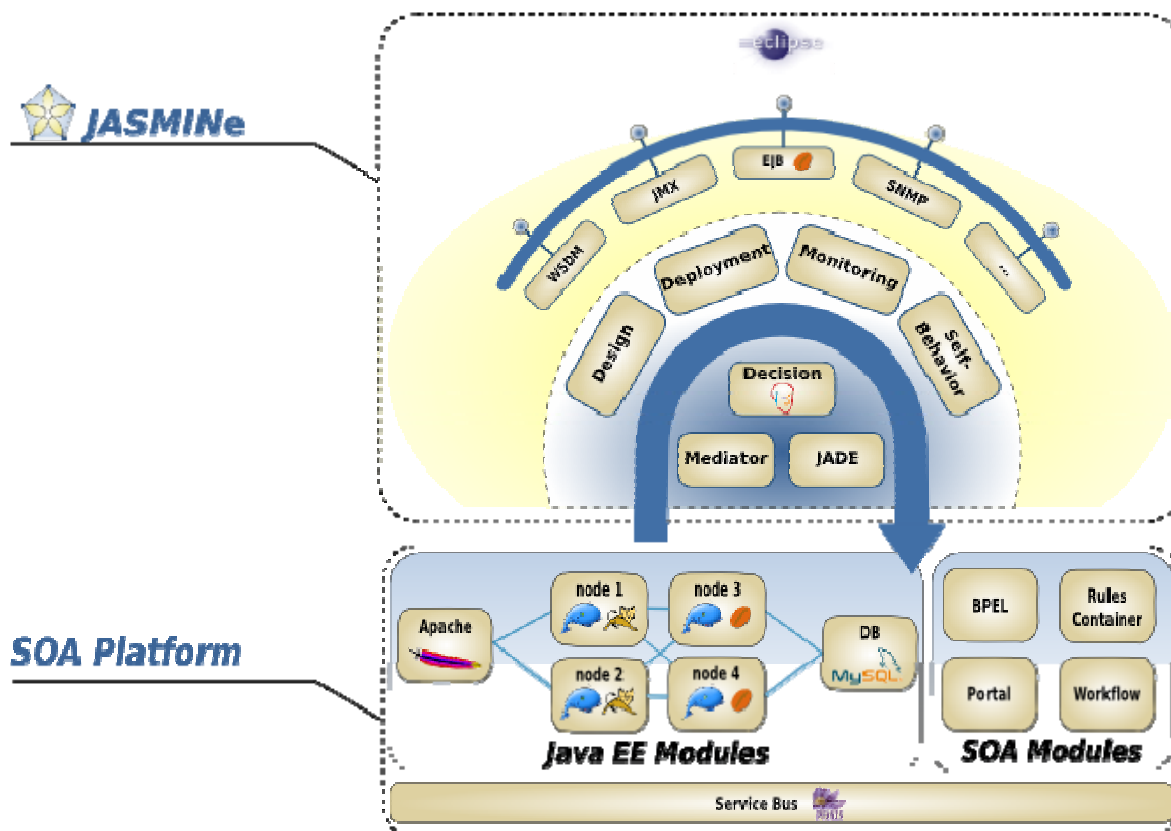 eclipse
JASMINe
EJB
JMX
SNMP
WSDM
...
Deployment
Monitoring
Design
Self-
Behavior
Decision
Mediator
JADE
SOA Platform
Apache
node 1
node 3
node 2
node 4
DB
MySQL
BPEL
Rules
Container
Portal
Workflow
Java EE Modules
SOA Modules
Service Bus